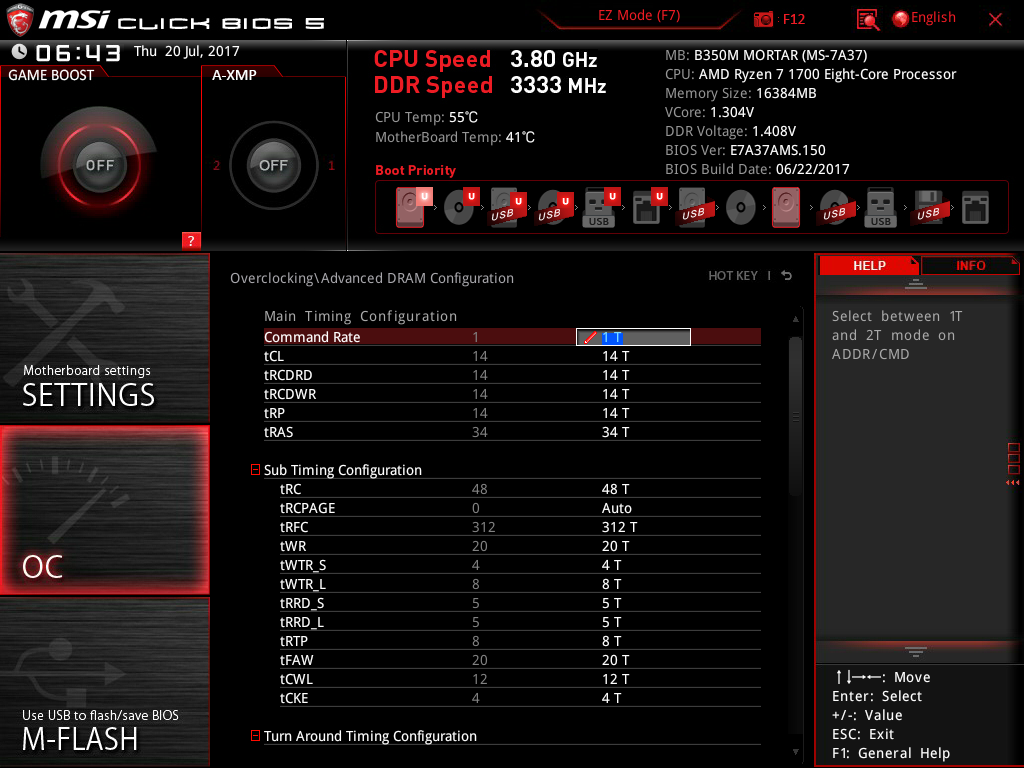 msi CLICK BIOS 5
EZ Mode (F7)
: F12
English
06:43 Thu 20 Jul, 2017
GAME BOOST
OFF
A-XMP
2 OFF 1
?
CPU Speed 3.80 GHz
DDR Speed 3333 MHz
CPU Temp: 55°C
MotherBoard Temp: 41°C
MB: B350M MORTAR (MS-7A37)
CPU: AMD Ryzen 7 1700 Eight-Core Processor
Memory Size: 16384MB
VCore: 1.304V
DDR Voltage: 1.408V
BIOS Ver: E7A37AMS.150
BIOS Build Date: 06/22/2017
Boot Priority
U U U U U U
USB USB USB USB USB USB USB
Motherboard settings
SETTINGS
OC
Use USB to flash/save BIOS
M-FLASH
Overclocking\Advanced DRAM Configuration
HOT KEY
Main Timing Configuration
Command Rate 1 1 T
tCL 14 14 T
tRCDRD 14 14 T
tRCDWR 14 14 T
tRP 14 14 T
tRAS 34 34 T
Sub Timing Configuration
tRC 48 48 T
tRCPAGE 0 Auto
tRFC 312 312 T
tWR 20 20 T
tWTR_S 4 4 T
tWTR_L 8 8 T
tRRD_S 5 5 T
tRRD_L 5 5 T
tRTP 8 8 T
tFAW 20 20 T
tCWL 12 12 T
tCKE 4 4 T
Turn Around Timing Configuration
HELP
INFO
Select between 1T
and 2T mode on
ADDR/CMD
↑↓→←: Move
Enter: Select
+/-: Value
ESC: Exit
F1: General Help